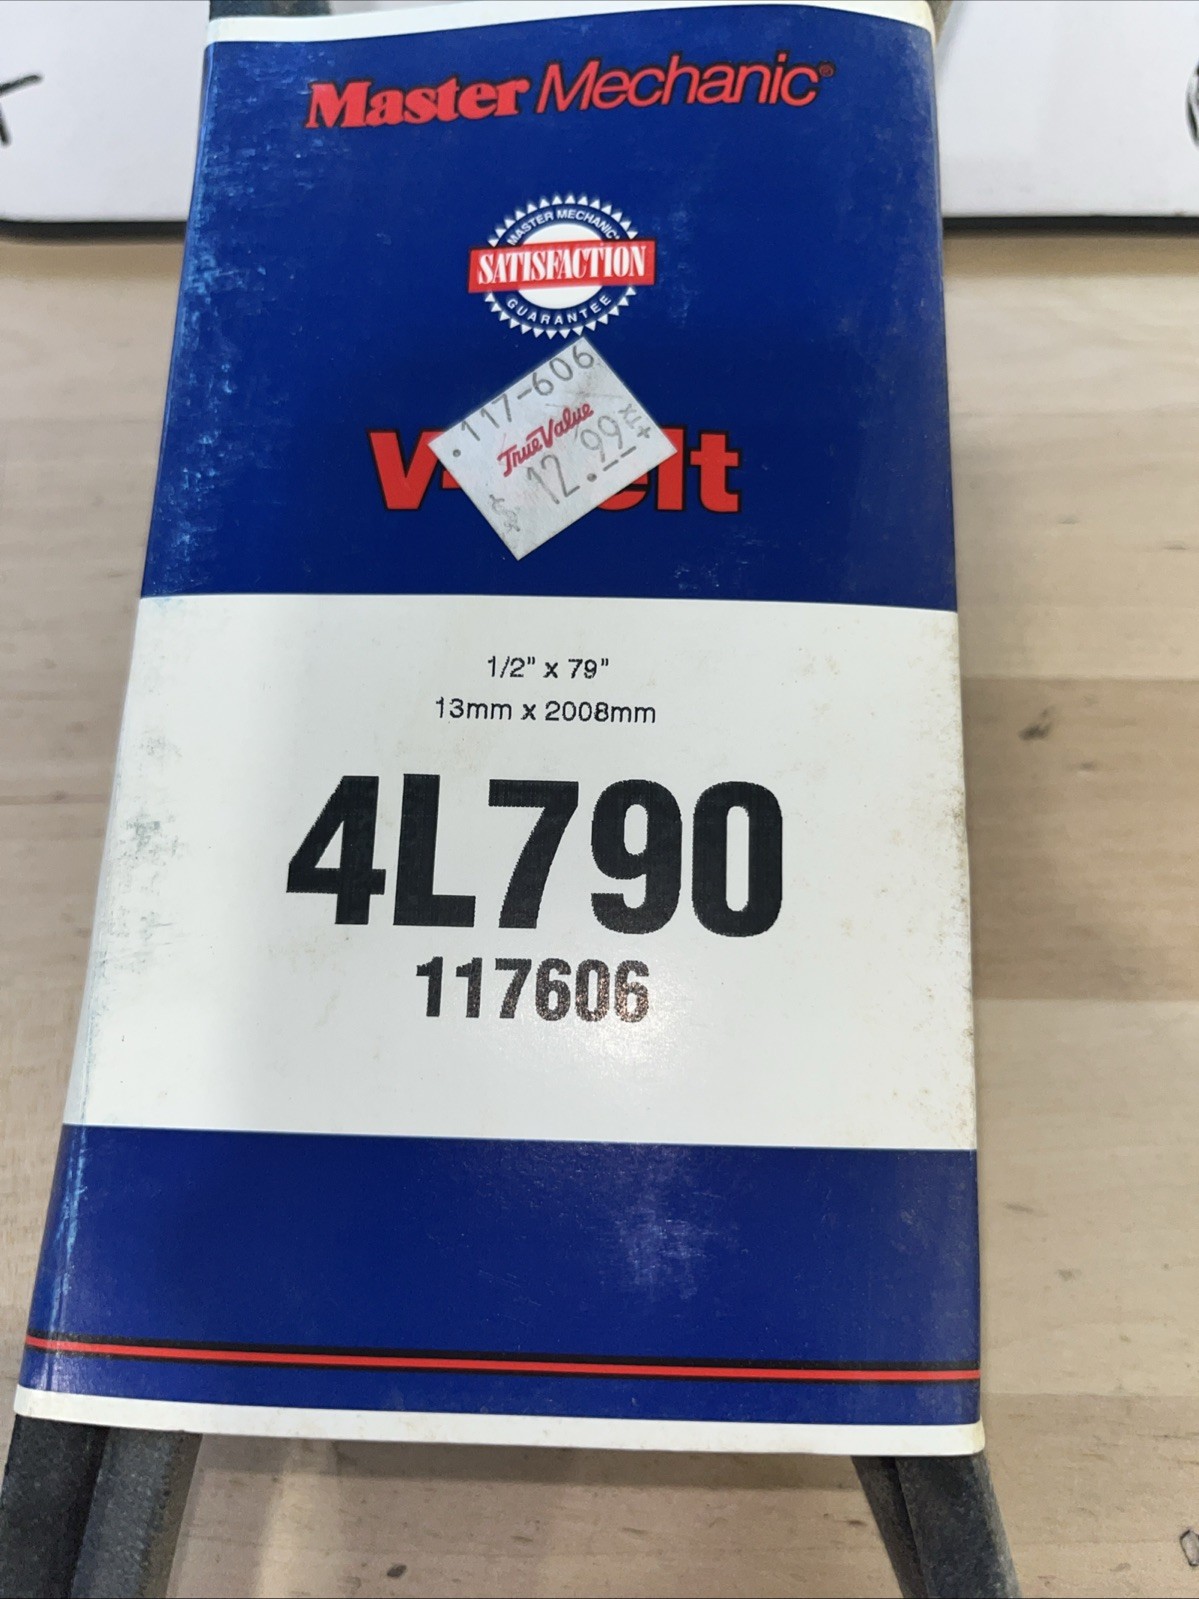 Master Mechanic®
MASTER MECHANIC®
SATISFACTION
GUARANTEE
117-606
True Value
12.99
V-elt
1/2" x 79"
13mm x 2008mm
4L790
117606